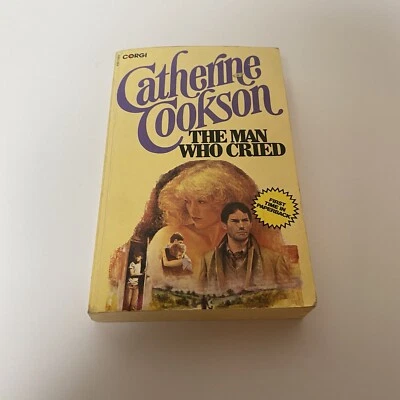 CORGI
Catherine
Cookson
THE MAN
WHO CRIED
FIRST
TIME IN
PAPERBACK